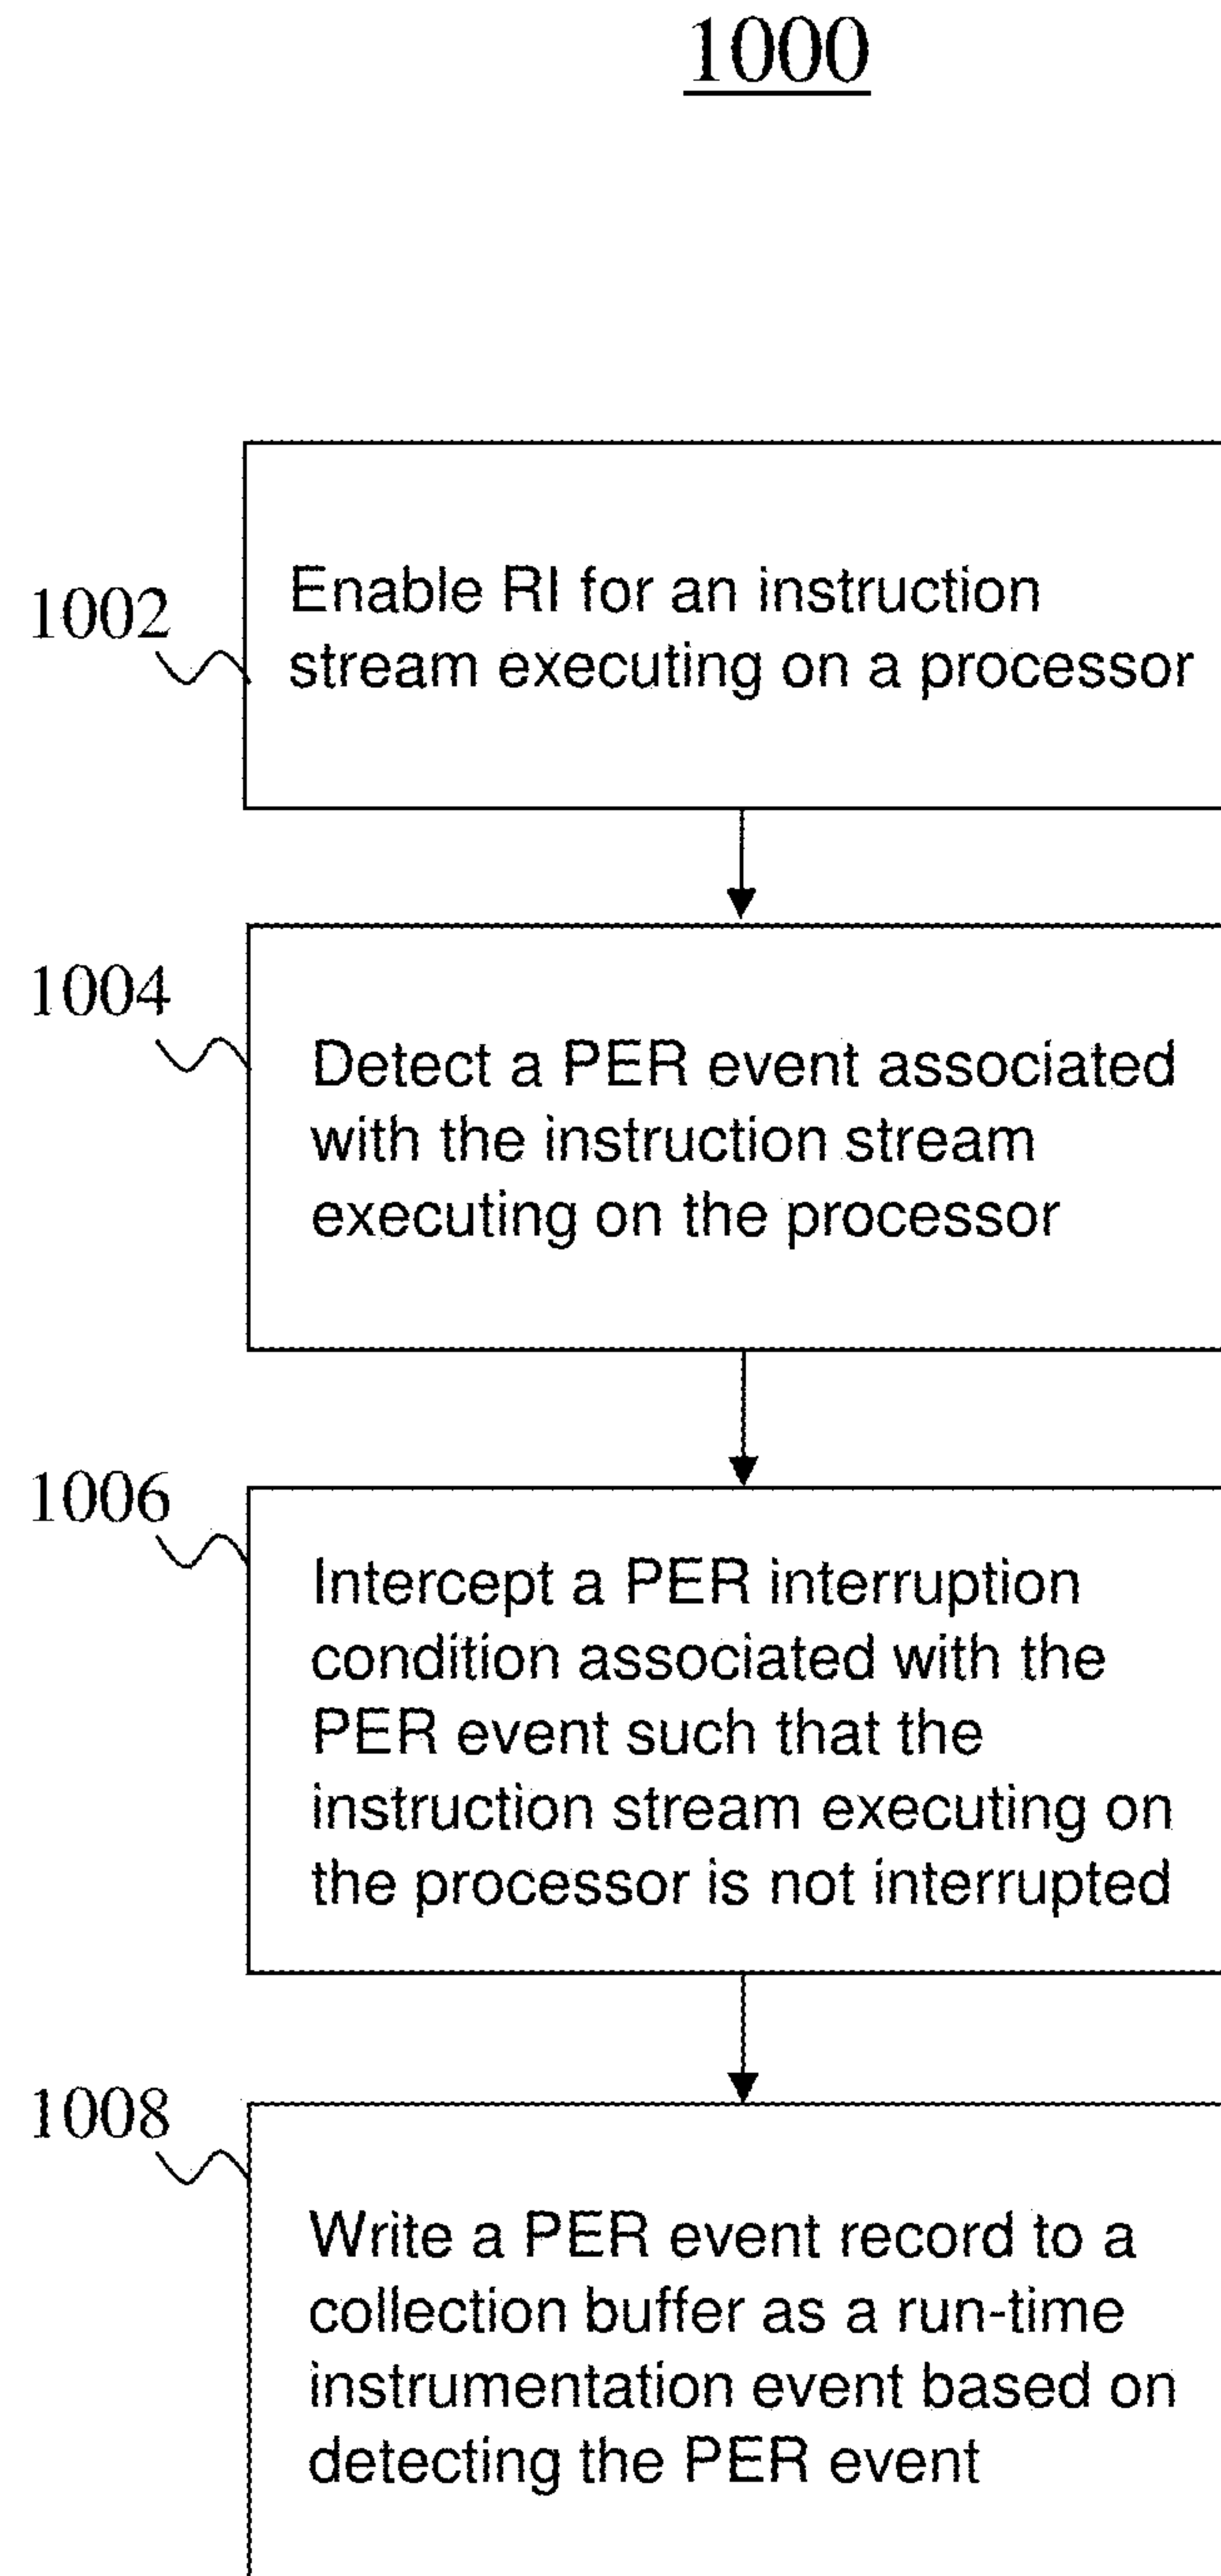 1000
1002
Enable RI for an instruction
stream executing on a processor
1004
Detect a PER event associated
with the instruction stream
executing on the processor
1006
Intercept a PER interruption
condition associated with the
PER event such that the
instruction stream executing on
the processor is not interrupted
1008
Write a PER event record to a
collection buffer as a run-time
instrumentation event based on
detecting the PER event